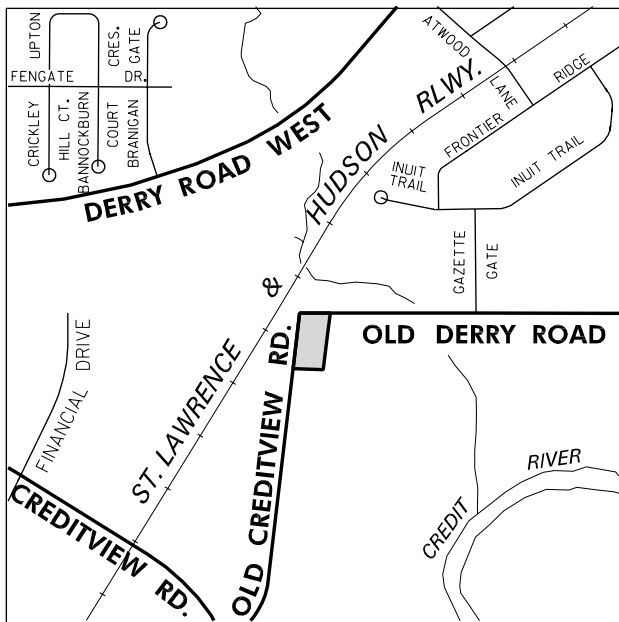 UPTON
CRES.
GATE
FENGATE DR.
CRICKLEY
HILL CT.
BANNOCKBURN
COURT
BRANIGAN
DERRY ROAD WEST
ATWOOD
LANE
FRONTIER RIDGE
INUIT
TRAIL
INUIT TRAIL
ST. LAWRENCE & HUDSON RLWY.
GAZETTE
GATE
OLD DERRY ROAD
FINANCIAL DRIVE
CREDITVIEW RD.
OLD CREDITVIEW RD.
CREDIT RIVER